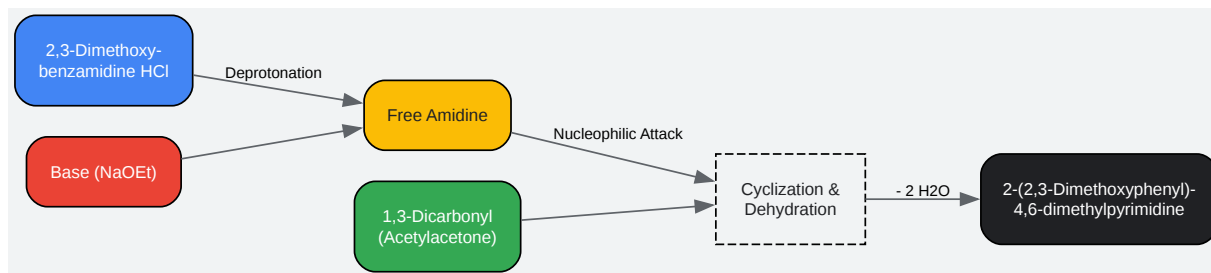 2,3-Dimethoxy-
benzamidine HCl
Deprotonation
Base (NaOEt)
Free Amidine
Nucleophilic Attack
1,3-Dicarbonyl
(Acetylacetone)
Cyclization &
Dehydration
- 2 H2O
2-(2,3-Dimethoxyphenyl)-
4,6-dimethylpyrimidine